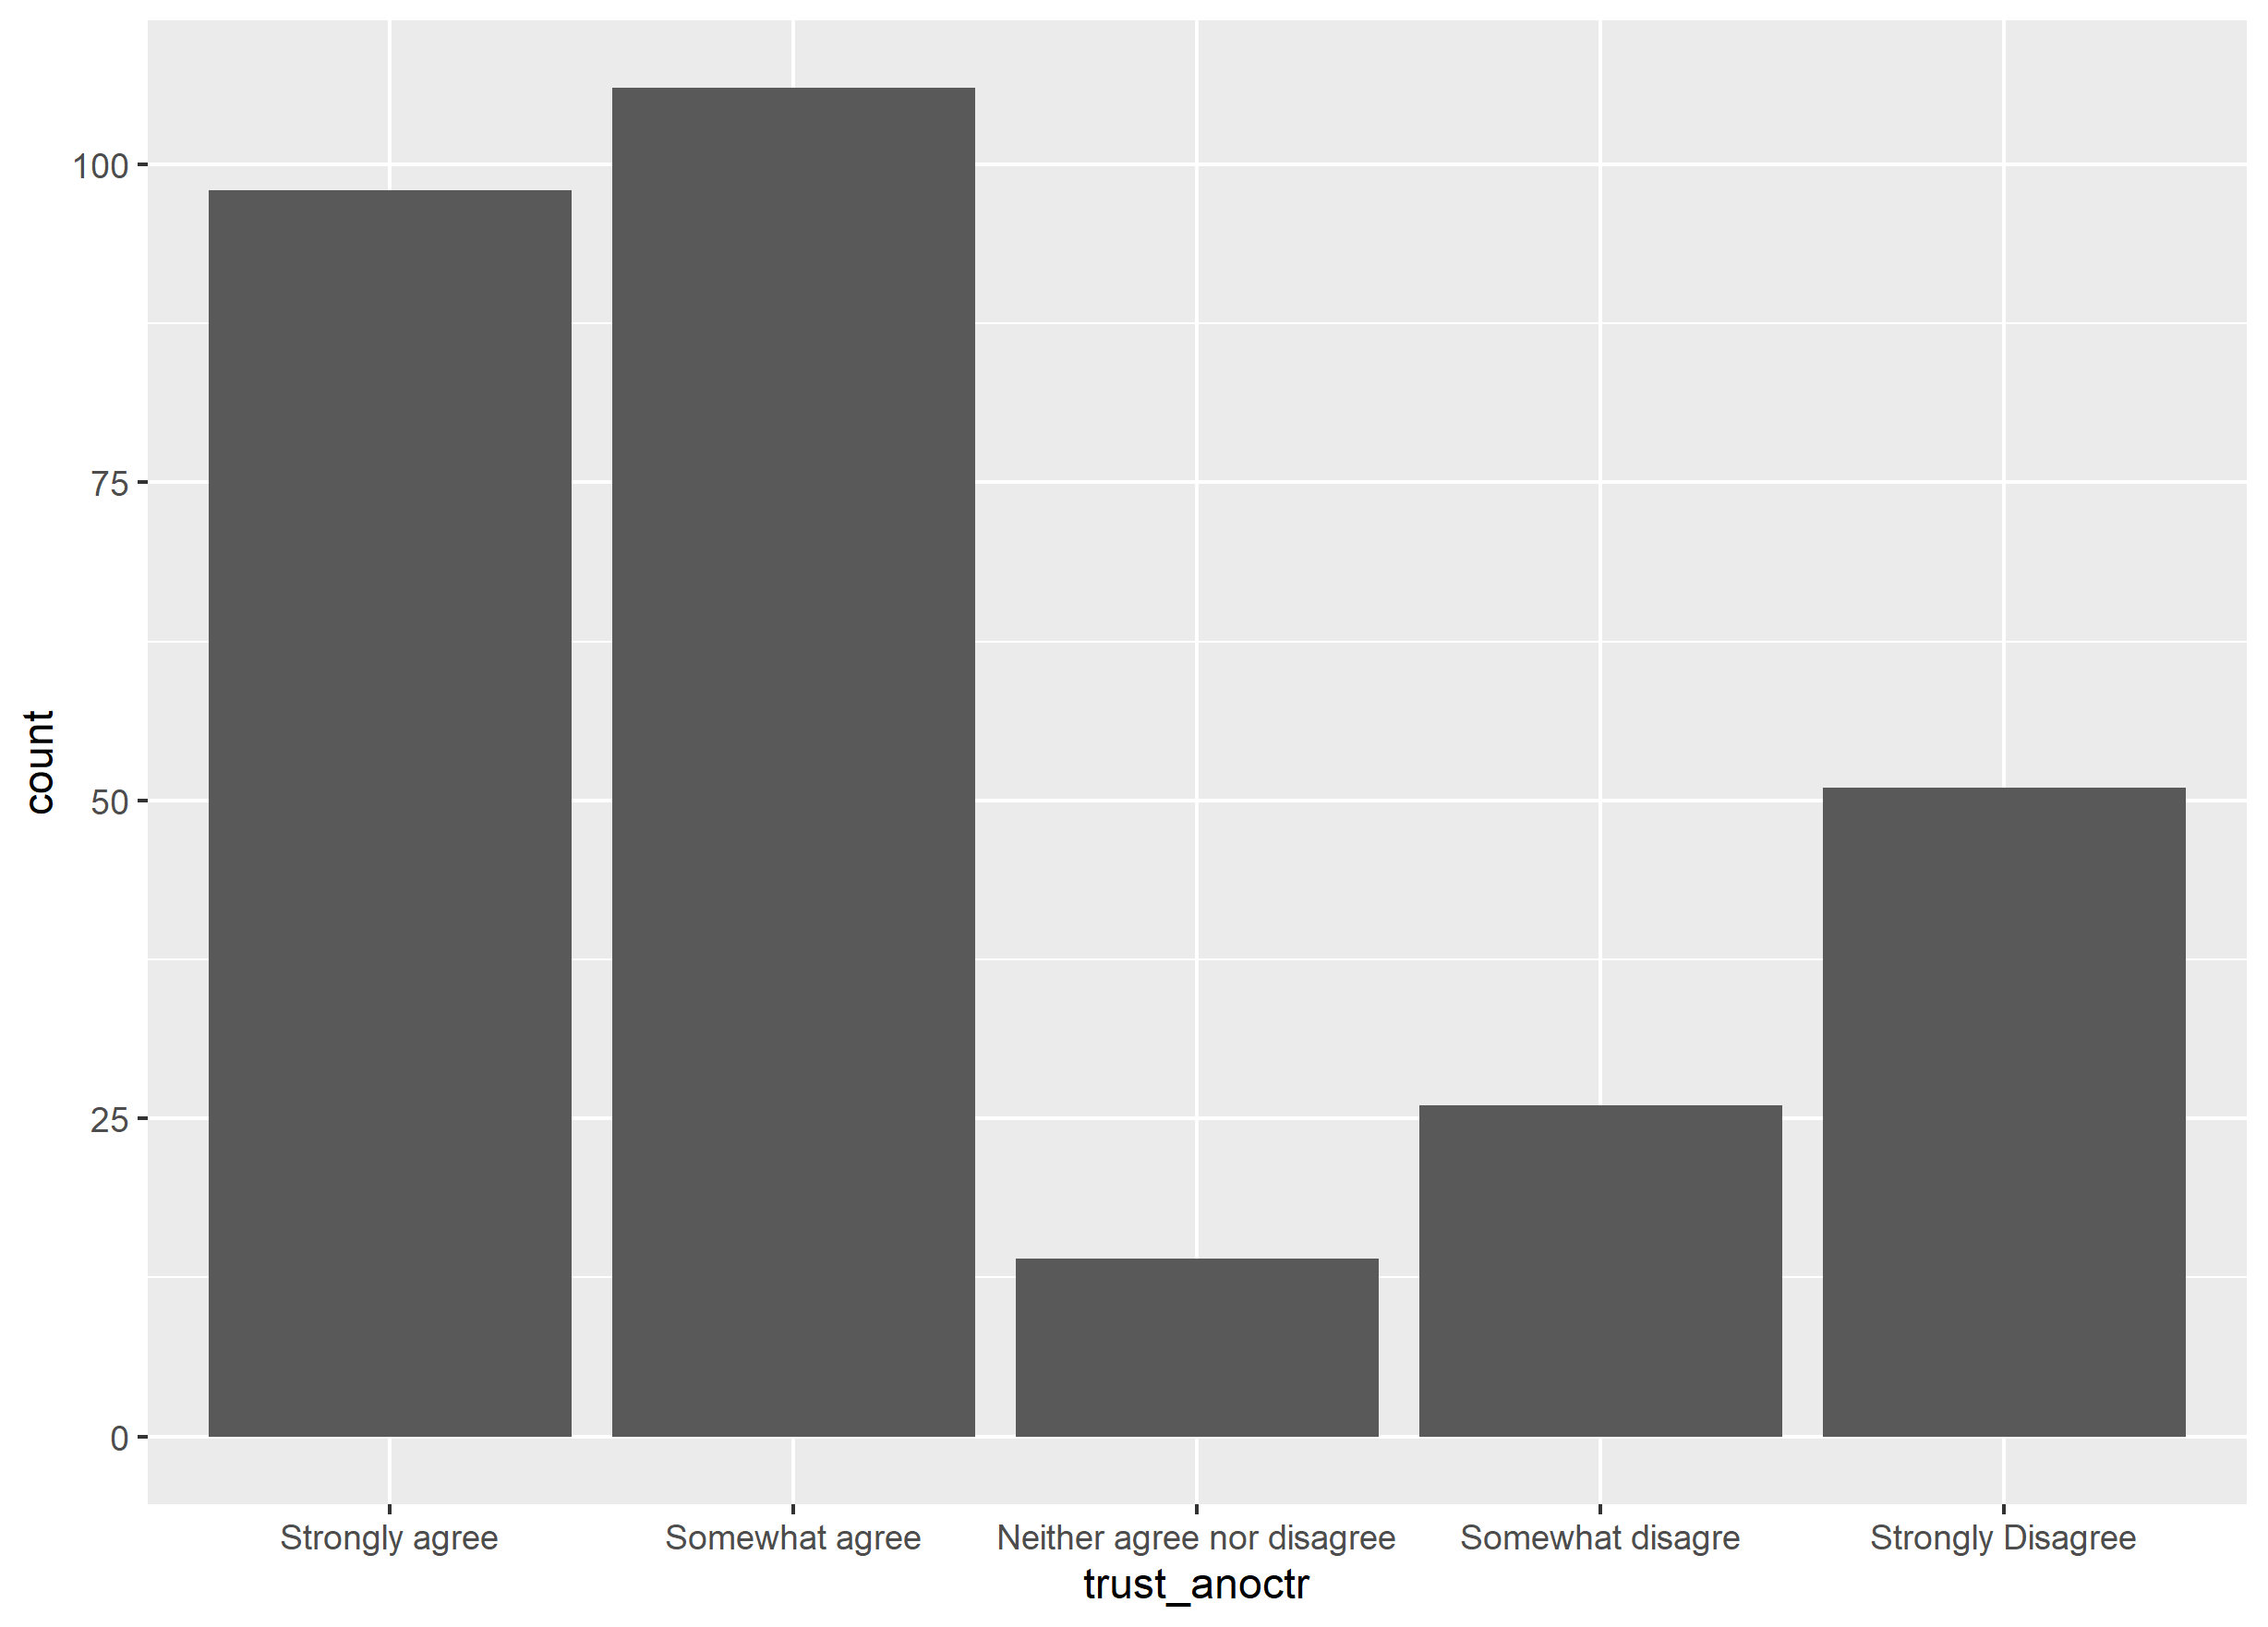 100
75
50
25
0
count
Strongly agree
Somewhat agree
Neither agree nor disagree
Somewhat disagre
Strongly Disagree
trust_anoctr